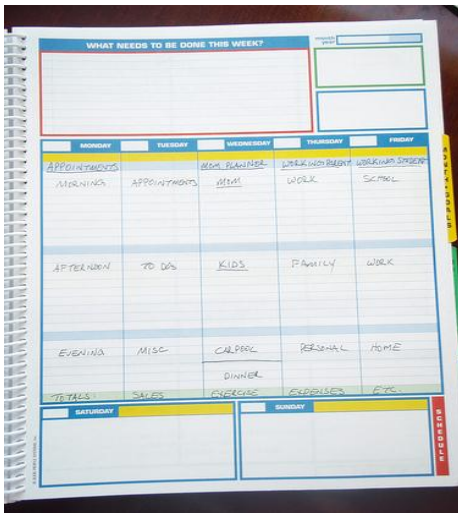 WHAT NEEDS TO BE DONE THIS WEEK?
month
year
MONDAY TUESDAY WEDNESDAY THURSDAY FRIDAY
APPOINTMENTS MOM PLANNER WORKING PARENT WORKING STUDENT
MORNING APPOINTMENTS MOM WORK SCHOOL
AFTERNOON TO DOS KIDS FAMILY WORK
EVENING MISC CARPOOL PERSONAL HOME
DINNER
TOTALS: SALES EXERCISE EXPENSES ETC.
SATURDAY SUNDAY
SCHEDULE
MONTH GOALS